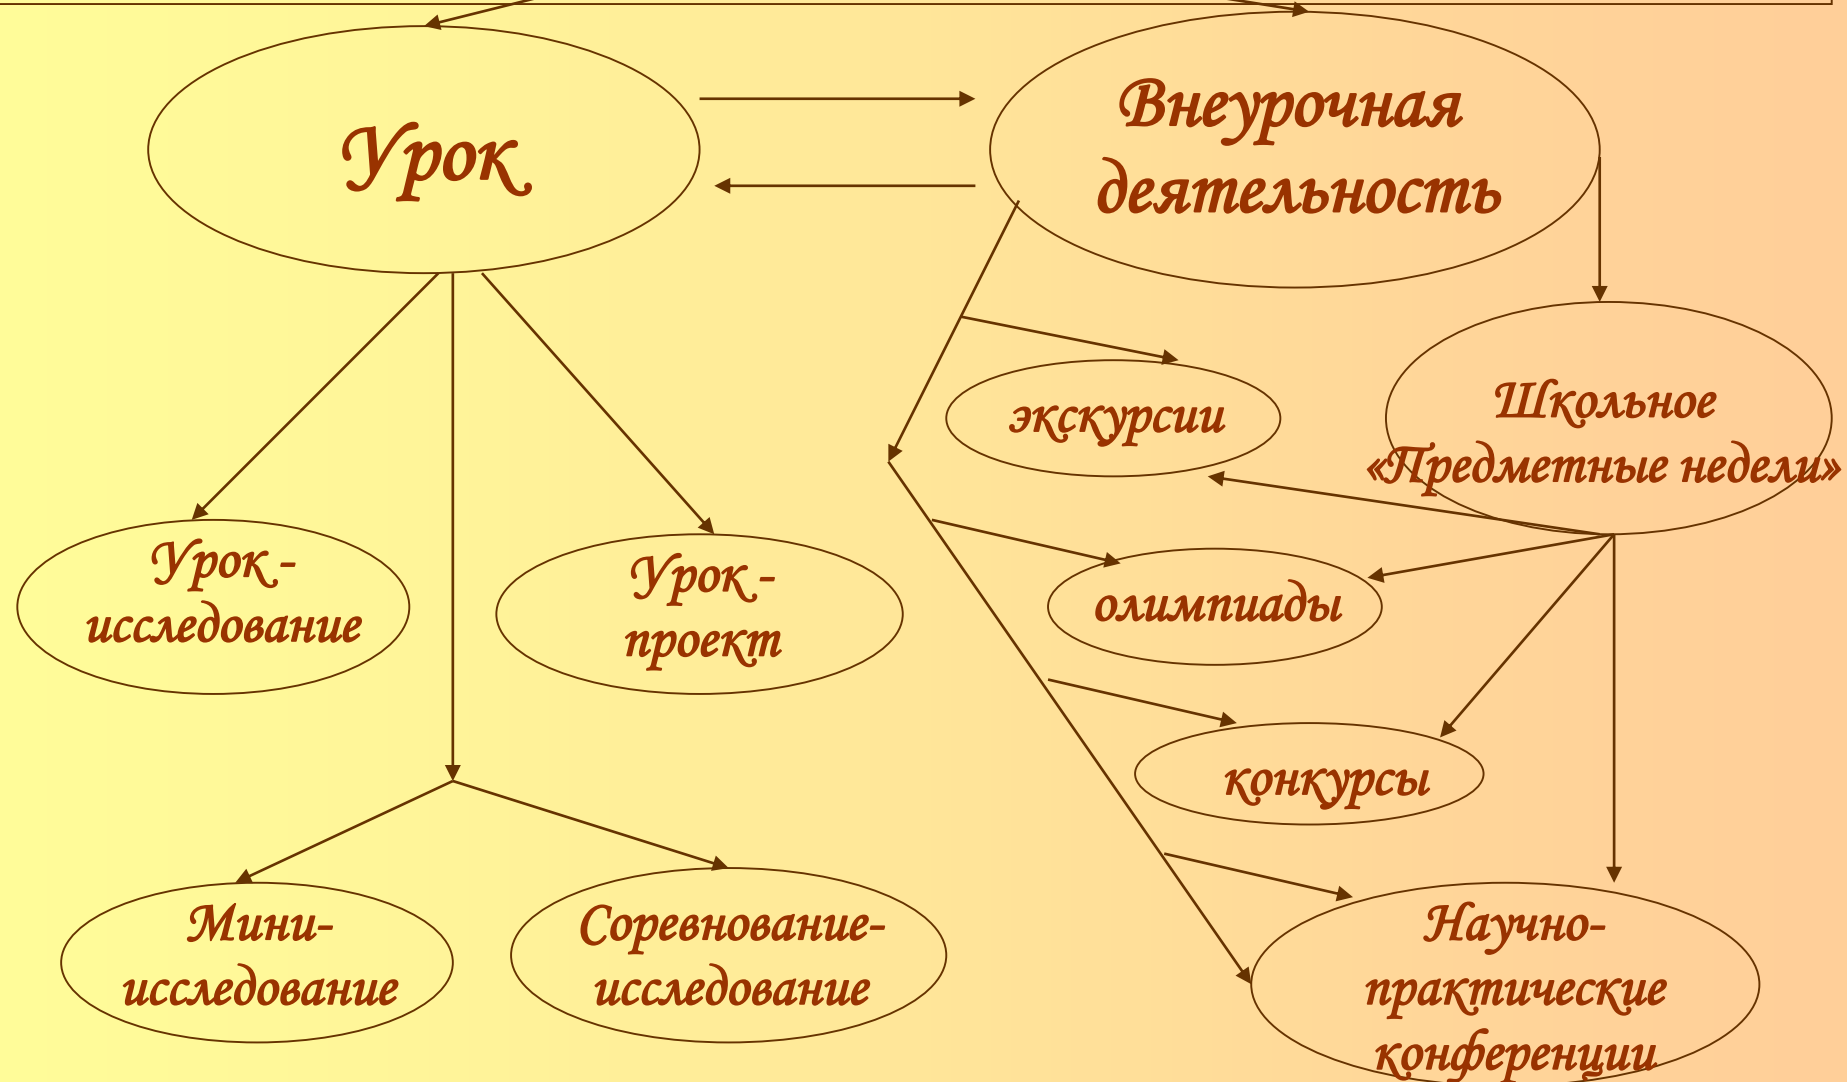 Урок
Внеурочная
деятельность
экскурсии
Школьное
«Предметные недели»
Урок -
исследование
Урок -
проект
олимпиады
конкурсы
Мини-
исследование
Соревнование-
исследование
Научно-
практические
конференции